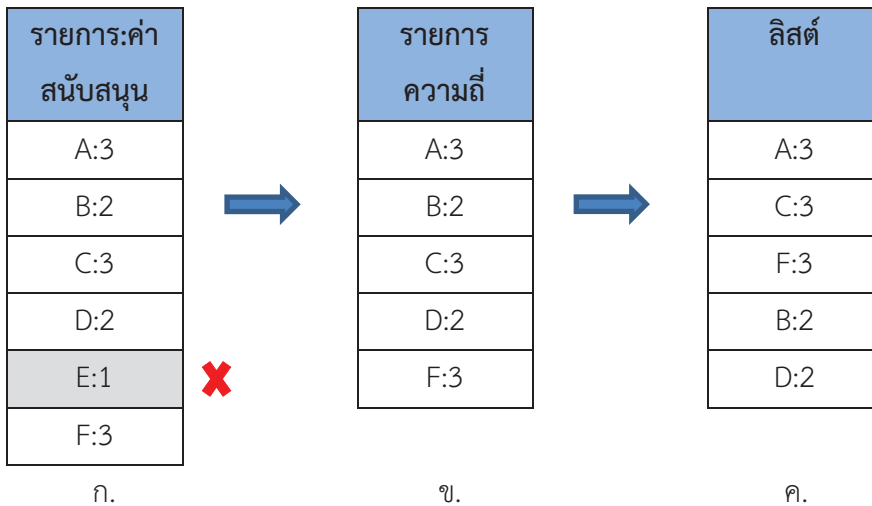 รายการ:ค่า
สนับสนุน
A:3
B:2
C:3
D:2
E:1
F:3
ก.
รายการ
ความถี่
A:3
B:2
C:3
D:2
F:3
ข.
ลิสต์
A:3
C:3
F:3
B:2
D:2
ค.